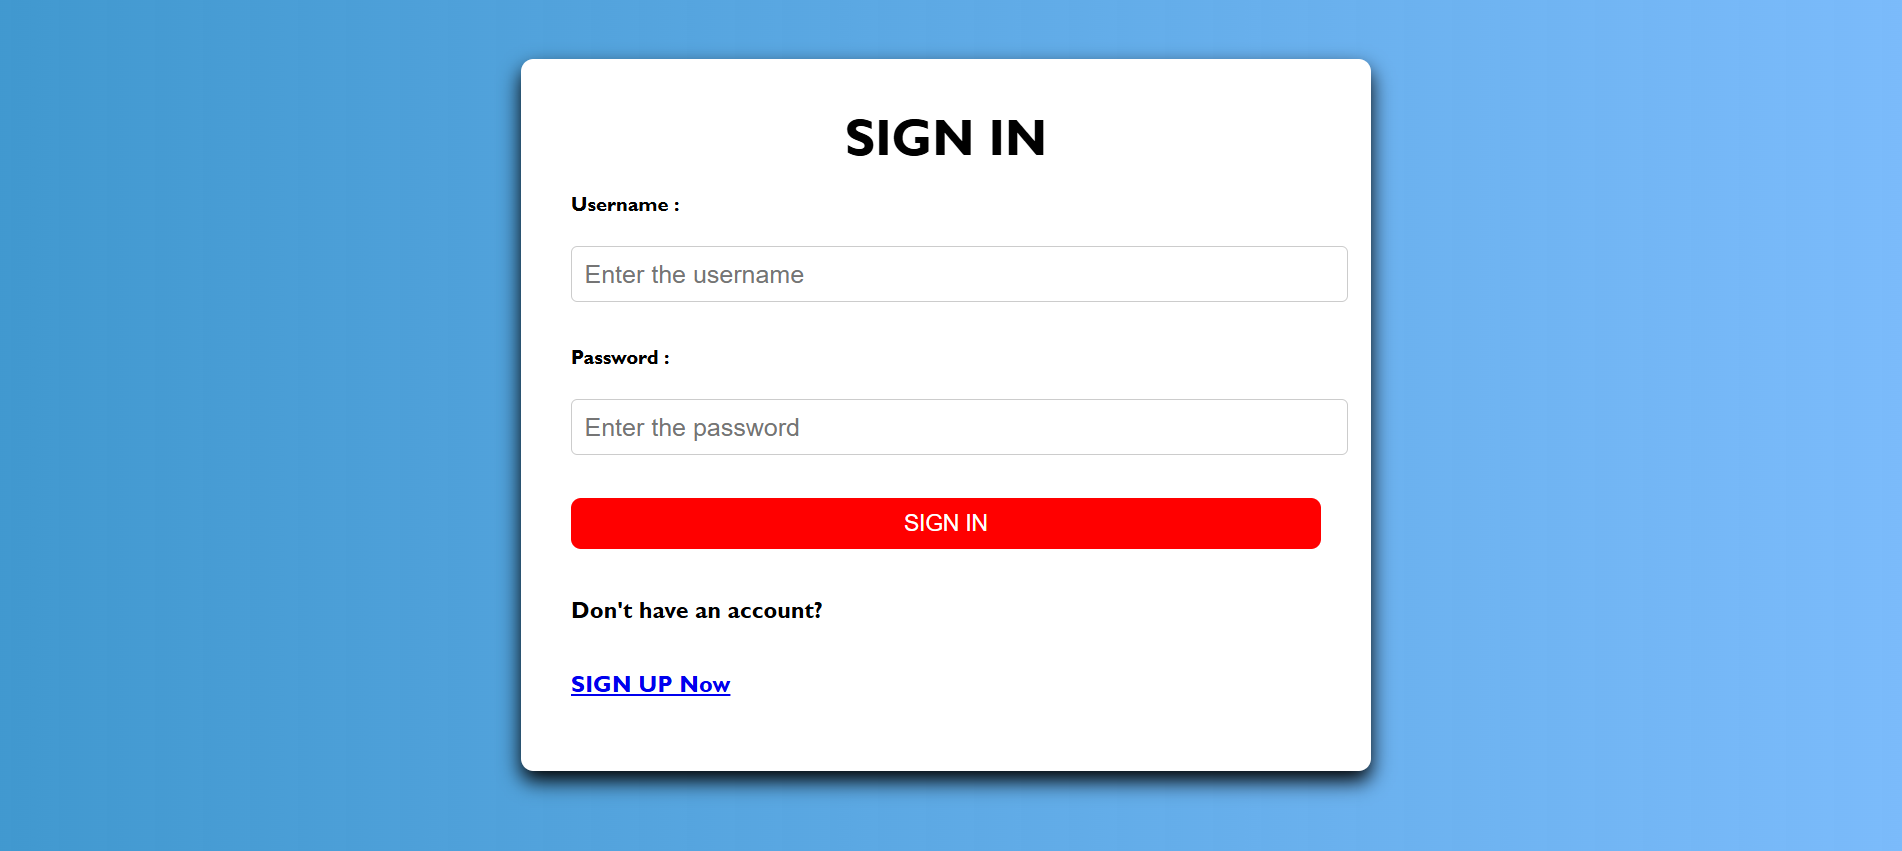 SIGN IN
Username :
Enter the username
Password :
Enter the password
SIGN IN
Don't have an account?
SIGN UP Now